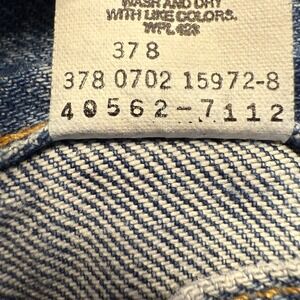 WASH AND DRY
WITH LIKE COLORS.
WPL 423
378
378 0702 15972-8
40562-7112